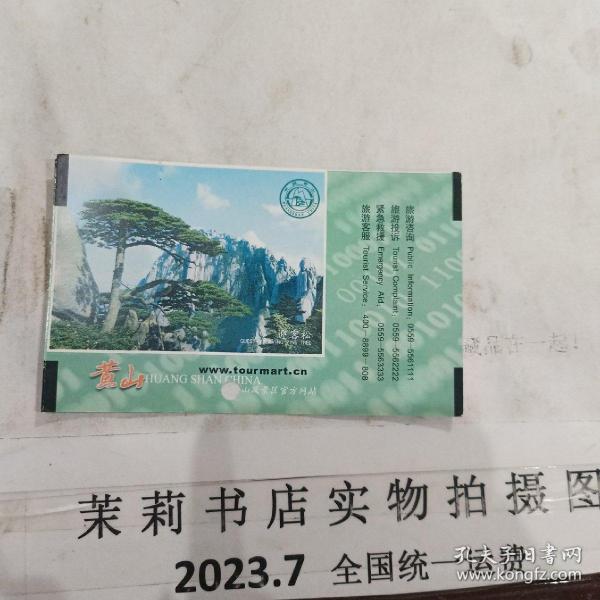 旅游咨询 Public Information: 0559-5561111
旅游投诉 Tourist Complaint: 0559-5562222
紧急救援 Emergency Aid: 0559-5563333
旅游客服 Tourist Service: 400-8899-808
迎客松
黄山
HUANG SHAN CHINA
www.tourmart.cn
山风景区官方网站
茉莉书店实物拍摄图
2023.7 全国统一运费
孔夫子旧书网
www.kongfz.com